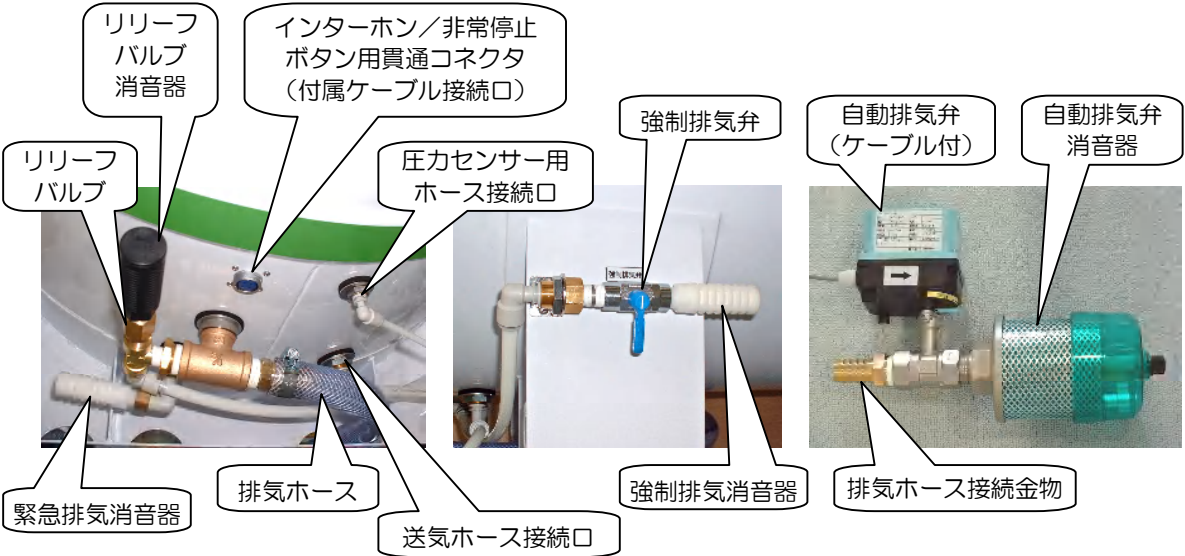 リリーフ
バルブ
消音器
インターホン／非常停止
ボタン用貫通コネクタ
（付属ケーブル接続口）
リリーフ
バルブ
圧力センサー用
ホース接続口
強制排気弁
自動排気弁
（ケーブル付）
自動排気弁
消音器
強制排気弁
緊急排気消音器
排気ホース
送気ホース接続口
強制排気消音器
排気ホース接続金物